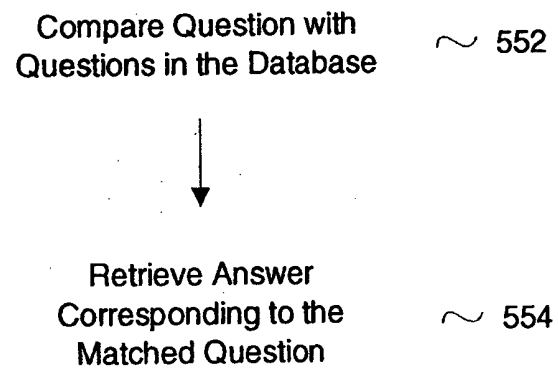 Compare Question with
Questions in the Database
552
Retrieve Answer
Corresponding to the
Matched Question
554